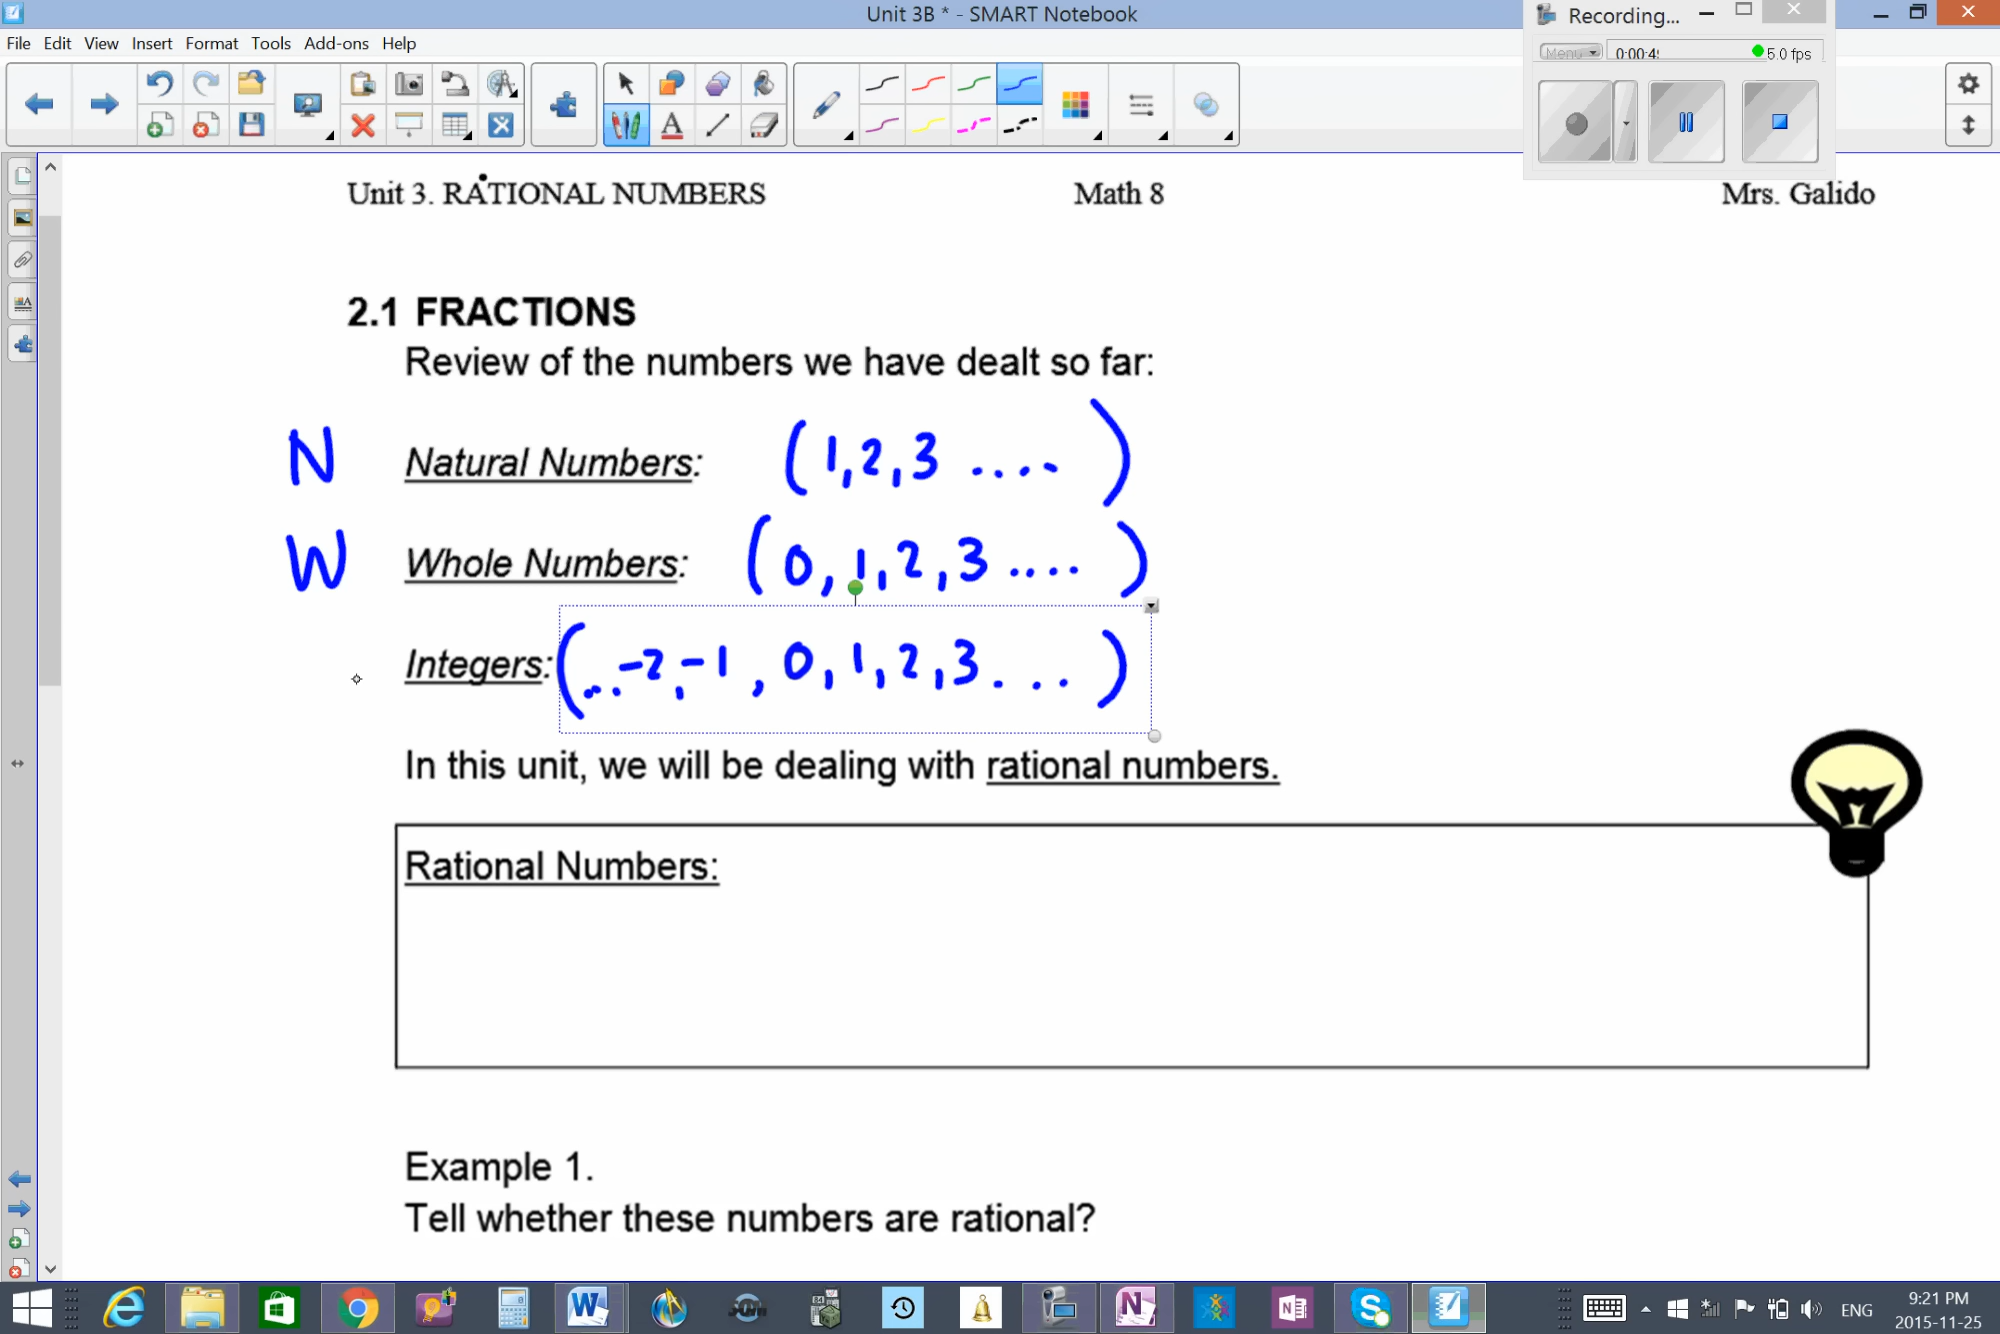 Unit 3B * - SMART Notebook
Recording...
File Edit View Insert Format Tools Add-ons Help
Menu
5.0 fps
Unit 3. RATIONAL NUMBERS Math 8 Mrs. Galido
2.1 FRACTIONS
Review of the numbers we have dealt so far:
N Natural Numbers: (1,2,3 ....)
W Whole Numbers: (0,1,2,3 ....)
Integers: (...-2,-1,0,1,2,3...)
In this unit, we will be dealing with rational numbers.
Rational Numbers:
Example 1.
Tell whether these numbers are rational?
ENG
9:21 PM
2015-11-25